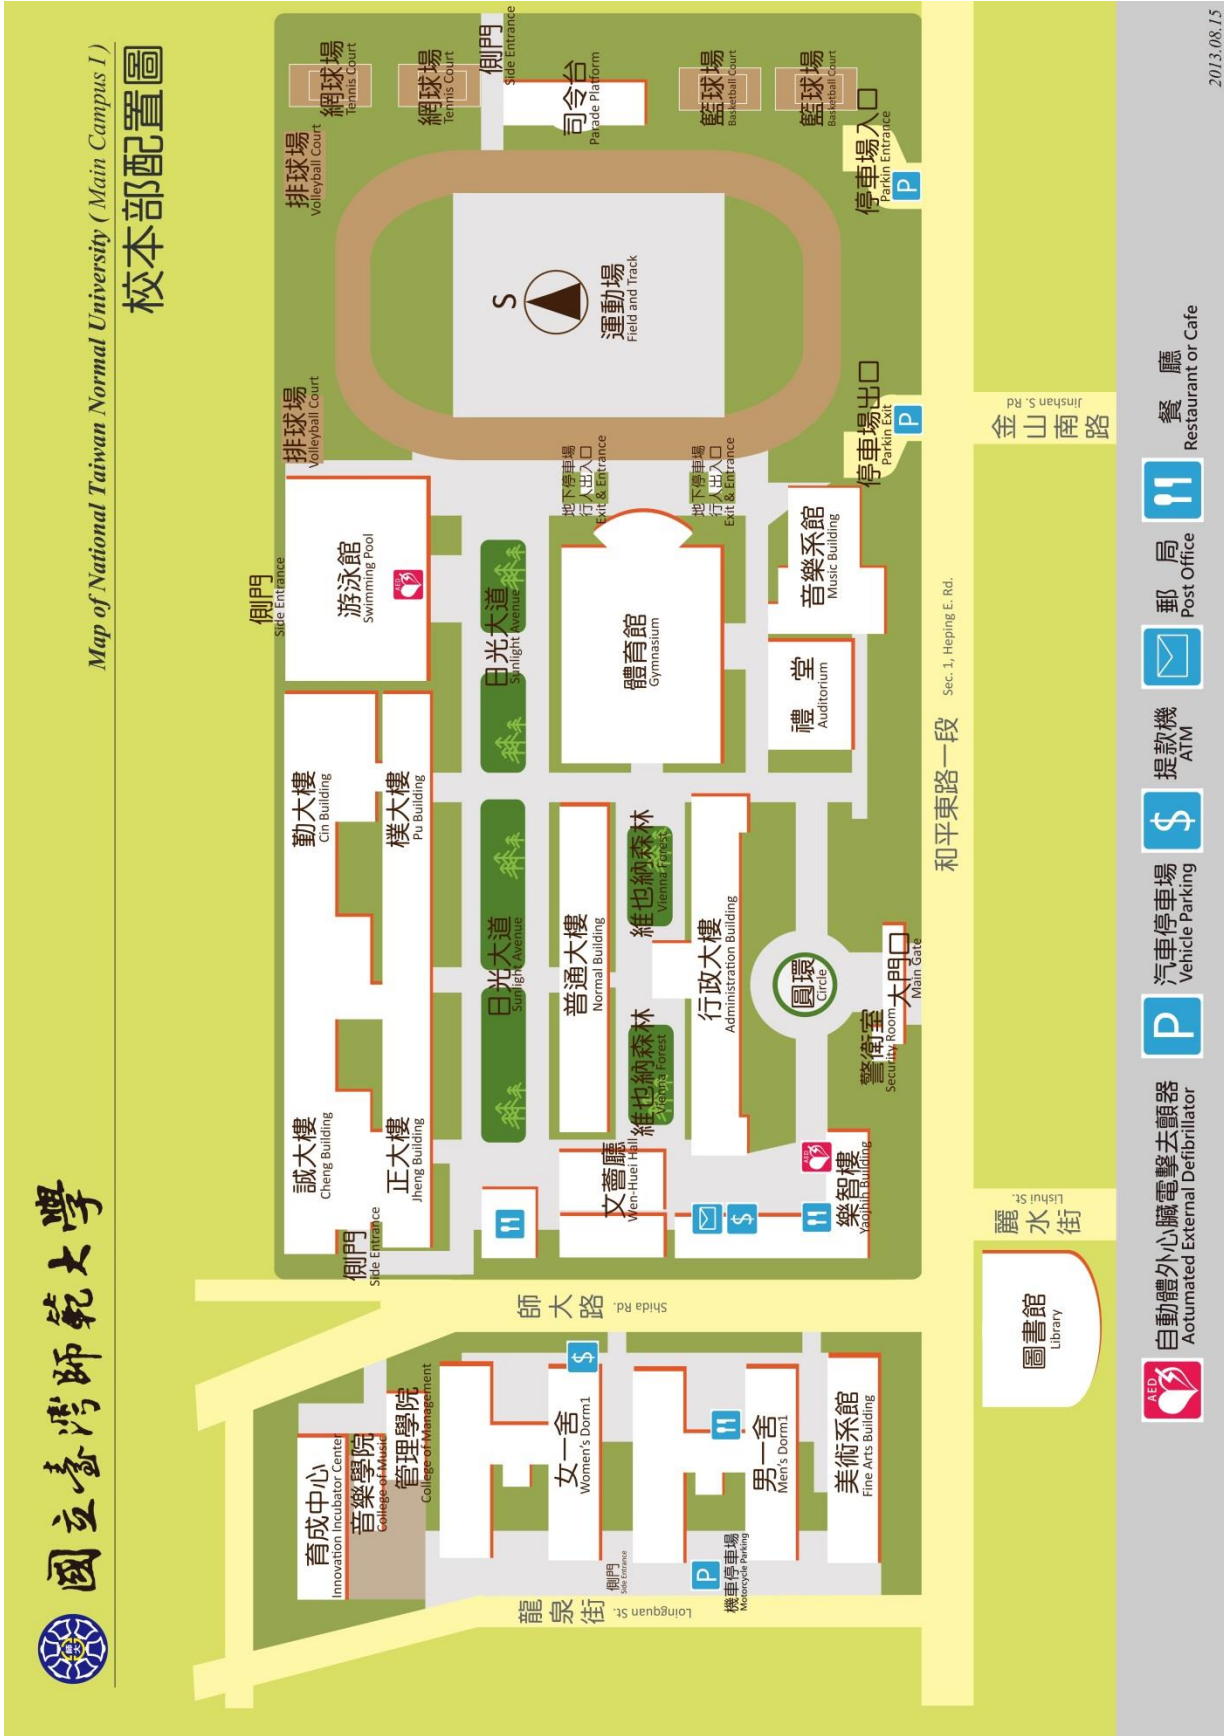 國立臺灣師範大學
Map of National Taiwan Normal University ( Main Campus I )
校本部配置圖
育成中心
Innovation Incubator Center
音樂學院
College of Music
管理學院
College of Management
女一舍
Women's Dorm1
側門
Side Entrance
男一舍
Men's Dorm1
機車停車場
Motorcycle Parking
美術系館
Fine Arts Building
龍泉街
Loingquan St.
師大路
Shida Rd.
側門
Side Entrance
誠大樓
Cheng Building
正大樓
Jheng Building
勤大樓
Cin Building
樸大樓
Pu Building
側門
Side Entrance
游泳館
Swimming Pool
AED
排球場
Volleyball Court
排球場
Volleyball Court
網球場
Tennis Court
網球場
Tennis Court
側門
Side Entrance
司令台
Parade Platform
籃球場
Basketball Court
籃球場
Basketball Court
停車場入口
Parkin Entrance
P
S
運動場
Field and Track
停車場出口
Parkin Exit
P
地下停車場
行人出入口
Exit & Entrance
地下停車場
行人出入口
Exit & Entrance
日光大道
Sunlight Avenue
日光大道
Sunlight Avenue
體育館
Gymnasium
音樂系館
Music Building
禮堂
Auditorium
普通大樓
Normal Building
維也納森林
Vienna Forest
維也納森林
Vienna Forest
行政大樓
Administration Building
文薈廳
Wen-Huei Hall
樂智樓
Yaojhih Building
AED
$
$
P
圓環
Circle
警衛室
Security Room
大門口
Main Gate
和平東路一段 Sec. 1, Heping E. Rd.
金山南路
Jinshan S. Rd
麗水街
Lishui St.
圖書館
Library
AED
自動體外心臟電擊去顫器
Aotumated External Defibrillator
P
汽車停車場
Vehicle Parking
$
提款機
ATM
郵局
Post Office
餐廳
Restaurant or Cafe
2013.08.15